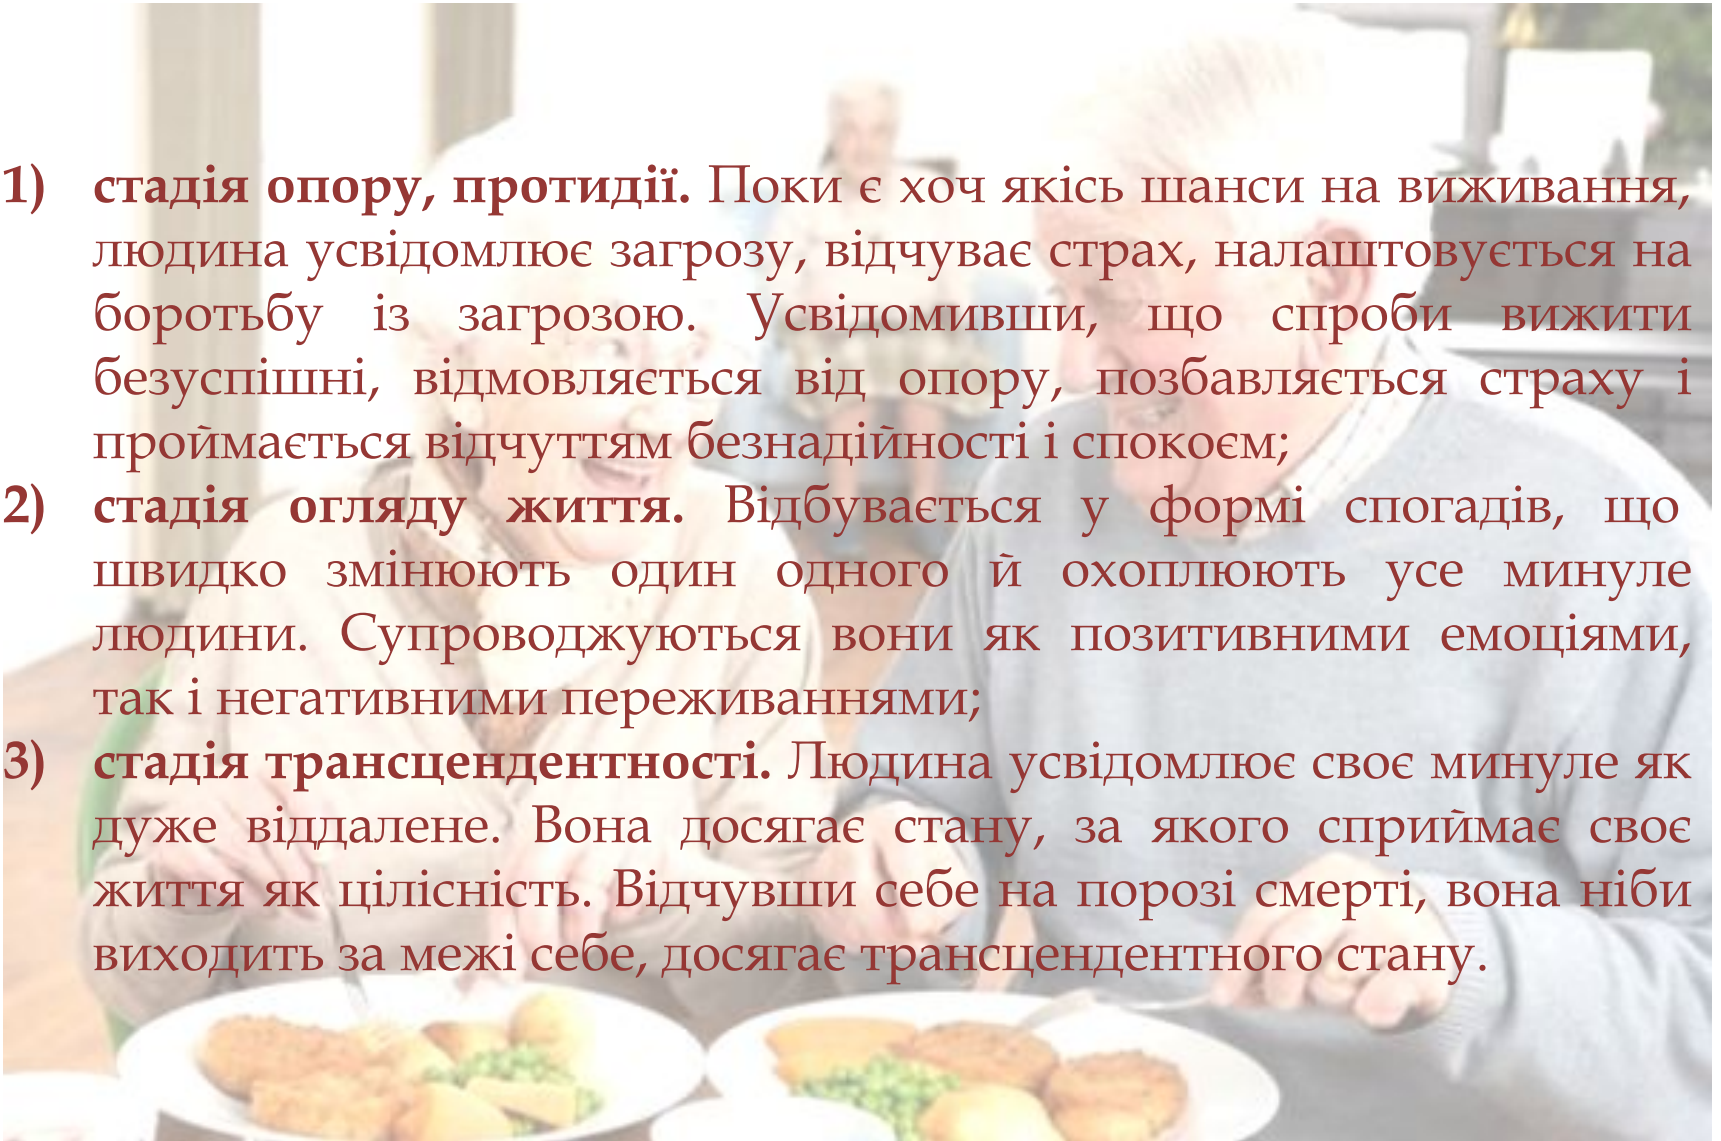 1) стадія опору, протидії. Поки є хоч якісь шанси на виживання,
людина усвідомлює загрозу, відчуває страх, налаштовується на
боротьбу із загрозою. Усвідомивши, що спроби вижити
безуспішні, відмовляється від опору, позбавляється страху і
проймається відчуттям безнадійності і спокоєм;
2) стадія огляду життя. Відбувається у формі спогадів, що
швидко змінюють один одного й охоплюють усе минуле
людини. Супроводжуються вони як позитивними емоціями,
так і негативними переживаннями;
3) стадія трансцендентності. Людина усвідомлює своє минуле як
дуже віддалене. Вона досягає стану, за якого сприймає своє
життя як цілісність. Відчувши себе на порозі смерті, вона ніби
виходить за межі себе, досягає трансцендентного стану.